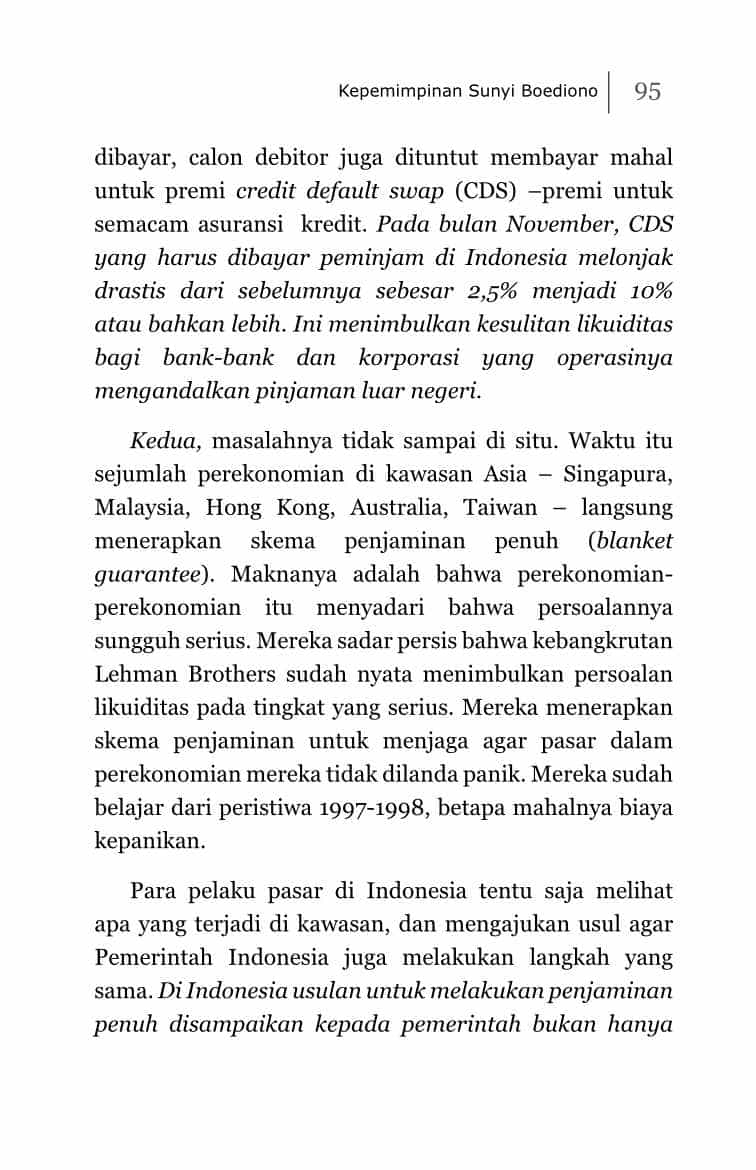 Kepemimpinan Sunyi Boediono 95
dibayar, calon debitor juga dituntut membayar mahal
untuk premi credit default swap (CDS) –premi untuk
semacam asuransi kredit. Pada bulan November, CDS
yang harus dibayar peminjam di Indonesia melonjak
drastis dari sebelumnya sebesar 2,5% menjadi 10%
atau bahkan lebih. Ini menimbulkan kesulitan likuiditas
bagi bank-bank dan korporasi yang operasinya
mengandalkan pinjaman luar negeri.
Kedua, masalahnya tidak sampai di situ. Waktu itu
sejumlah perekonomian di kawasan Asia – Singapura,
Malaysia, Hong Kong, Australia, Taiwan – langsung
menerapkan skema penjaminan penuh (blanket
guarantee). Maknanya adalah bahwa perekonomian-
perekonomian itu menyadari bahwa persoalannya
sungguh serius. Mereka sadar persis bahwa kebangkrutan
Lehman Brothers sudah nyata menimbulkan persoalan
likuiditas pada tingkat yang serius. Mereka menerapkan
skema penjaminan untuk menjaga agar pasar dalam
perekonomian mereka tidak dilanda panik. Mereka sudah
belajar dari peristiwa 1997-1998, betapa mahalnya biaya
kepanikan.
Para pelaku pasar di Indonesia tentu saja melihat
apa yang terjadi di kawasan, dan mengajukan usul agar
Pemerintah Indonesia juga melakukan langkah yang
sama. Di Indonesia usulan untuk melakukan penjaminan
penuh disampaikan kepada pemerintah bukan hanya